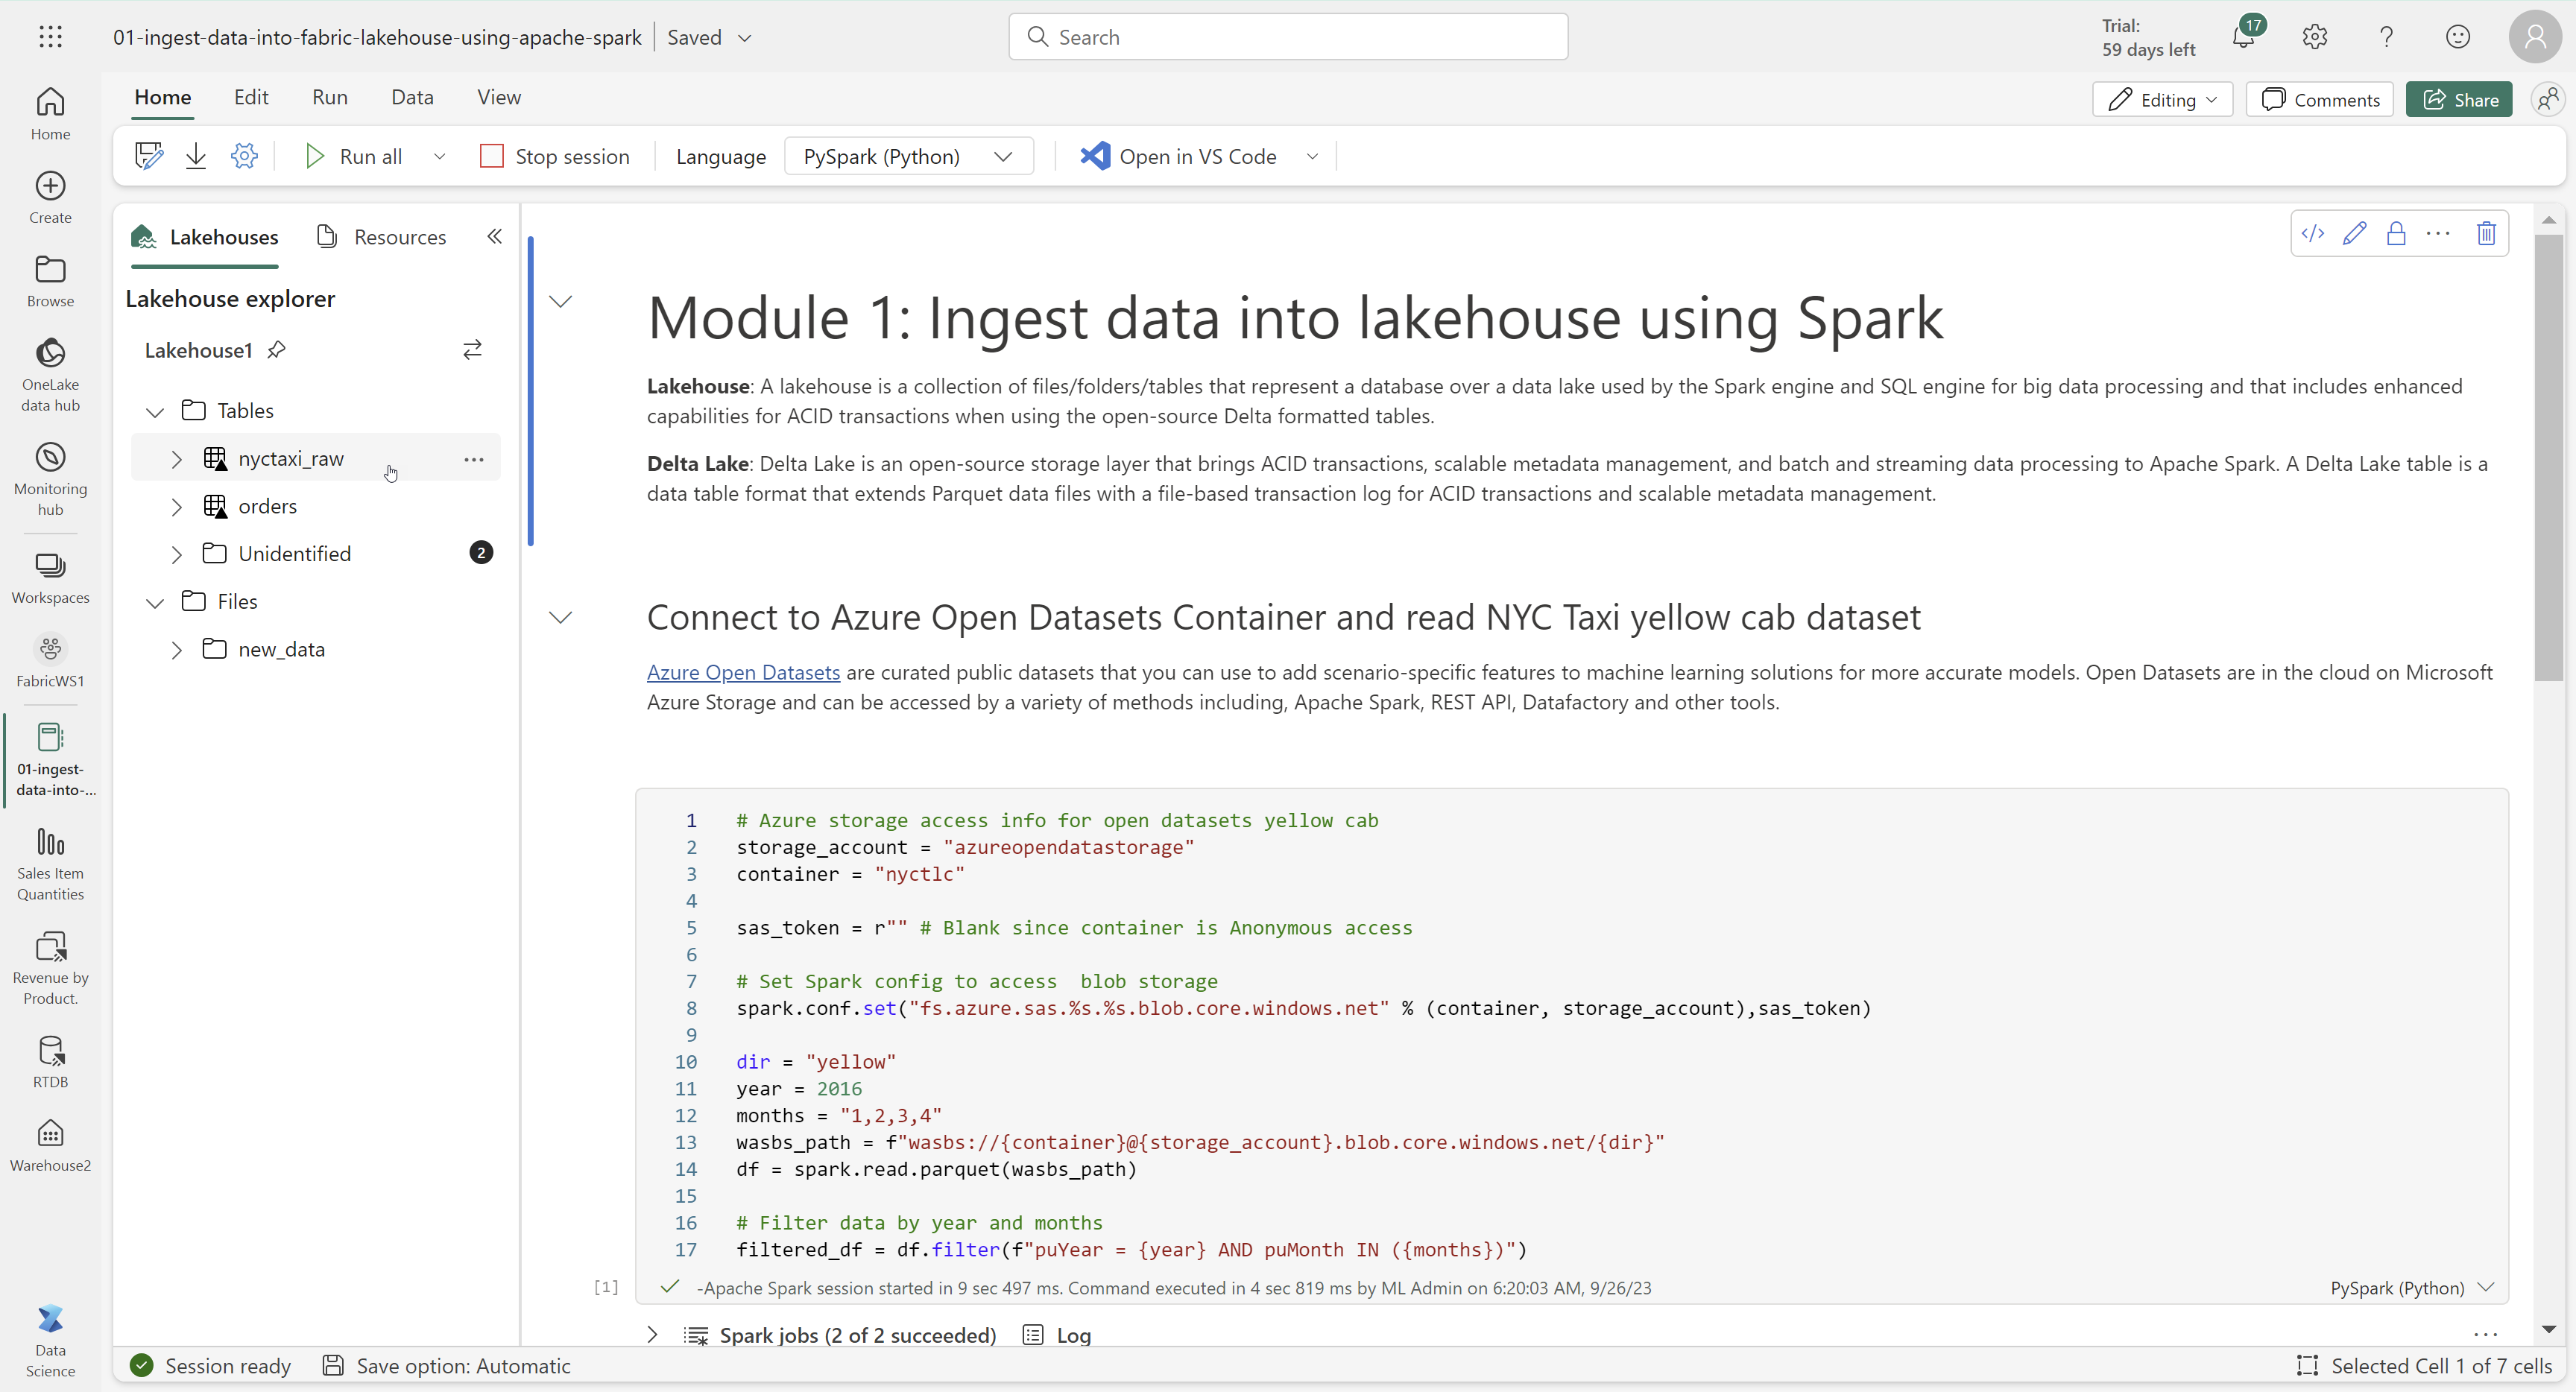 01-ingest-data-into-fabric-lakehouse-using-apache-spark
Saved
Search
Trial:
59 days left
17
Home
Edit
Run
Data
View
Editing
Comments
Share
Run all
Stop session
Language
PySpark (Python)
Open in VS Code
Home
Create
Browse
OneLake
data hub
Monitoring
hub
Workspaces
FabricWS1
01-ingest-
data-into-...
Sales Item
Quantities
Revenue by
Product.
RTDB
Warehouse2
Data
Science
Lakehouses
Resources
Lakehouse explorer
Lakehouse1
Tables
nyctaxi_raw
orders
Unidentified
2
Files
new_data
Module 1: Ingest data into lakehouse using Spark
Lakehouse: A lakehouse is a collection of files/folders/tables that represent a database over a data lake used by the Spark engine and SQL engine for big data processing and that includes enhanced
capabilities for ACID transactions when using the open-source Delta formatted tables.
Delta Lake: Delta Lake is an open-source storage layer that brings ACID transactions, scalable metadata management, and batch and streaming data processing to Apache Spark. A Delta Lake table is a
data table format that extends Parquet data files with a file-based transaction log for ACID transactions and scalable metadata management.
Connect to Azure Open Datasets Container and read NYC Taxi yellow cab dataset
Azure Open Datasets are curated public datasets that you can use to add scenario-specific features to machine learning solutions for more accurate models. Open Datasets are in the cloud on Microsoft
Azure Storage and can be accessed by a variety of methods including, Apache Spark, REST API, Datafactory and other tools.
1 # Azure storage access info for open datasets yellow cab
2 storage_account = "azureopendatastorage"
3 container = "nyctlc"
4
5 sas_token = r"" # Blank since container is Anonymous access
6
7 # Set Spark config to access  blob storage
8 spark.conf.set("fs.azure.sas.%s.%s.blob.core.windows.net" % (container, storage_account),sas_token)
9
10 dir = "yellow"
11 year = 2016
12 months = "1,2,3,4"
13 wasbs_path = f"wasbs://{container}@{storage_account}.blob.core.windows.net/{dir}"
14 df = spark.read.parquet(wasbs_path)
15
16 # Filter data by year and months
17 filtered_df = df.filter(f"puYear = {year} AND puMonth IN ({months})")
[1]
-Apache Spark session started in 9 sec 497 ms. Command executed in 4 sec 819 ms by ML Admin on 6:20:03 AM, 9/26/23
PySpark (Python)
Spark jobs (2 of 2 succeeded)
Log
Session ready
Save option: Automatic
Selected Cell 1 of 7 cells